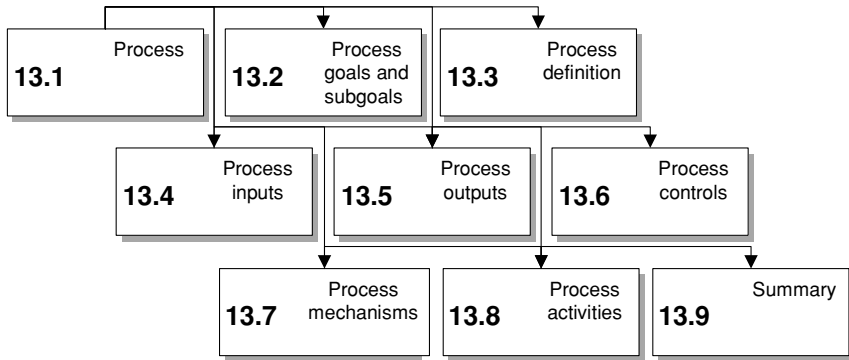 13.1
Process
13.2
Process
goals and
subgoals
13.3
Process
definition
13.4
Process
inputs
13.5
Process
outputs
13.6
Process
controls
13.7
Process
mechanisms
13.8
Process
activities
13.9
Summary